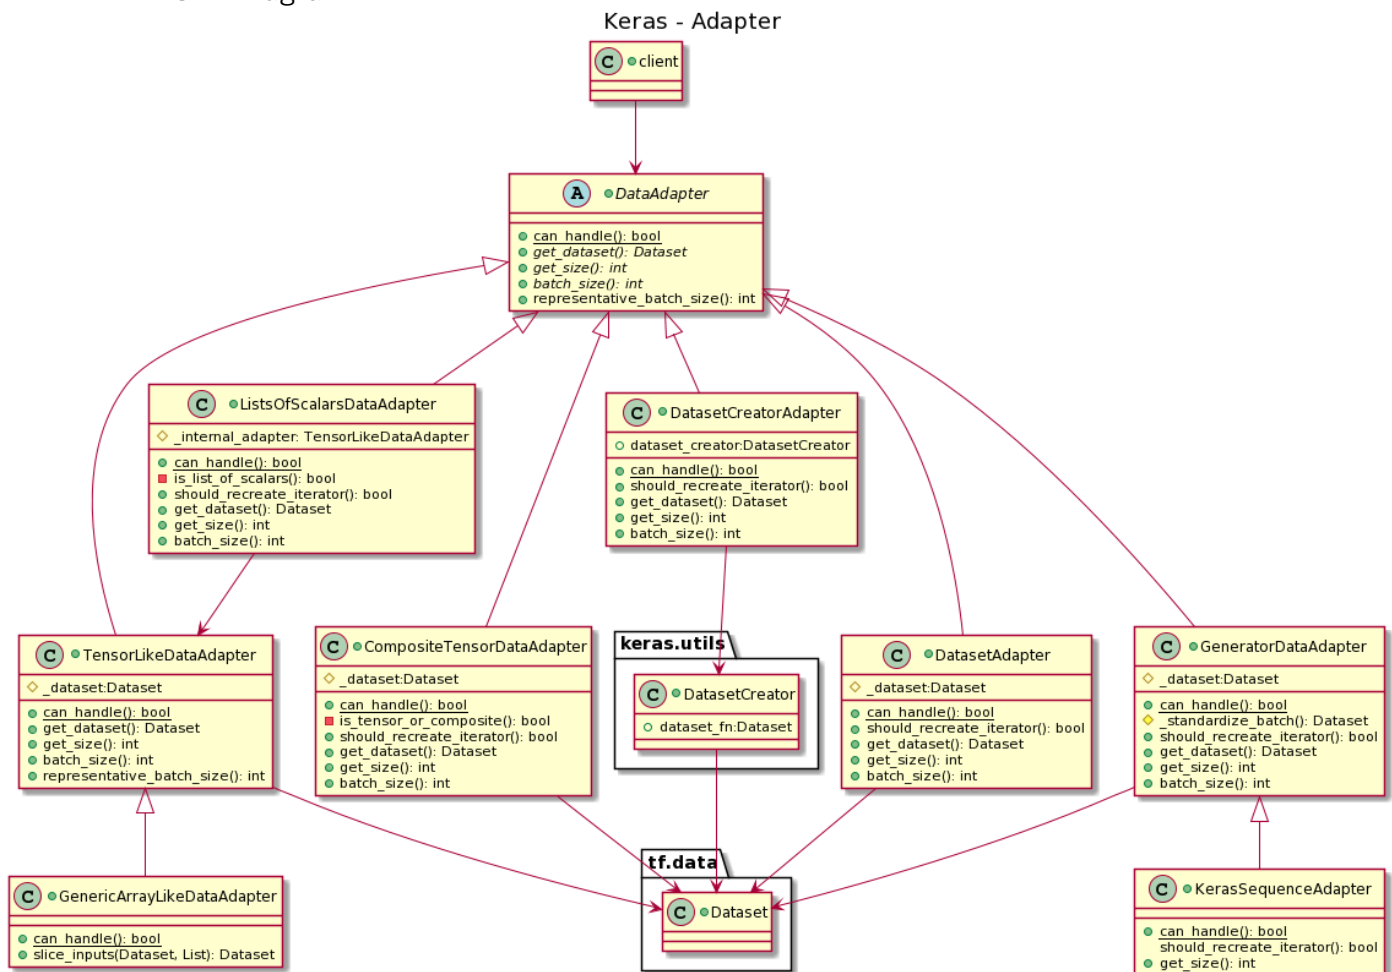 Keras - Adapter
C client
A DataAdapter
can_handle(): bool
get_dataset(): Dataset
get_size(): int
batch_size(): int
representative_batch_size(): int
C ListsOfScalarsDataAdapter
_internal_adapter: TensorLikeDataAdapter
can_handle(): bool
is_list_of_scalars(): bool
should_recreate_iterator(): bool
get_dataset(): Dataset
get_size(): int
batch_size(): int
C DatasetCreatorAdapter
dataset_creator:DatasetCreator
can_handle(): bool
should_recreate_iterator(): bool
get_dataset(): Dataset
get_size(): int
batch_size(): int
C TensorLikeDataAdapter
_dataset:Dataset
can_handle(): bool
get_dataset(): Dataset
get_size(): int
batch_size(): int
representative_batch_size(): int
C CompositeTensorDataAdapter
_dataset:Dataset
can_handle(): bool
is_tensor_or_composite(): bool
should_recreate_iterator(): bool
get_dataset(): Dataset
get_size(): int
batch_size(): int
keras.utils
C DatasetCreator
dataset_fn:Dataset
C DatasetAdapter
_dataset:Dataset
can_handle(): bool
should_recreate_iterator(): bool
get_dataset(): Dataset
get_size(): int
batch_size(): int
C GeneratorDataAdapter
_dataset:Dataset
can_handle(): bool
_standardize_batch(): Dataset
should_recreate_iterator(): bool
get_dataset(): Dataset
get_size(): int
batch_size(): int
C GenericArrayLikeDataAdapter
can_handle(): bool
slice_inputs(Dataset, List): Dataset
tf.data
C Dataset
C KerasSequenceAdapter
can_handle(): bool
should_recreate_iterator(): bool
get_size(): int